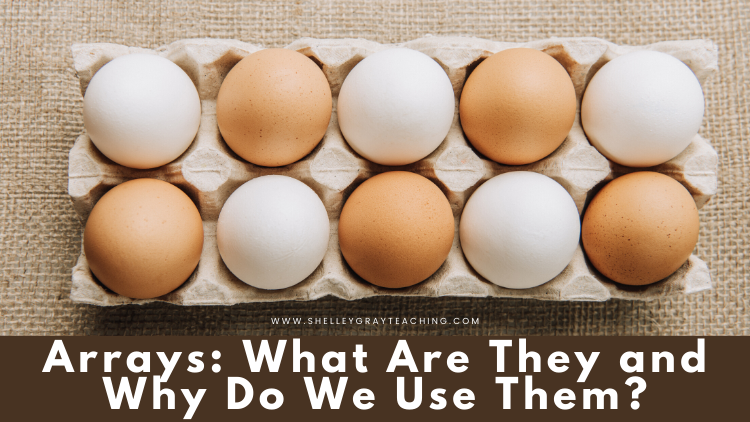 WWW.SHELLEYGRAYTEACHING.COM
Arrays: What Are They and
Why Do We Use Them?